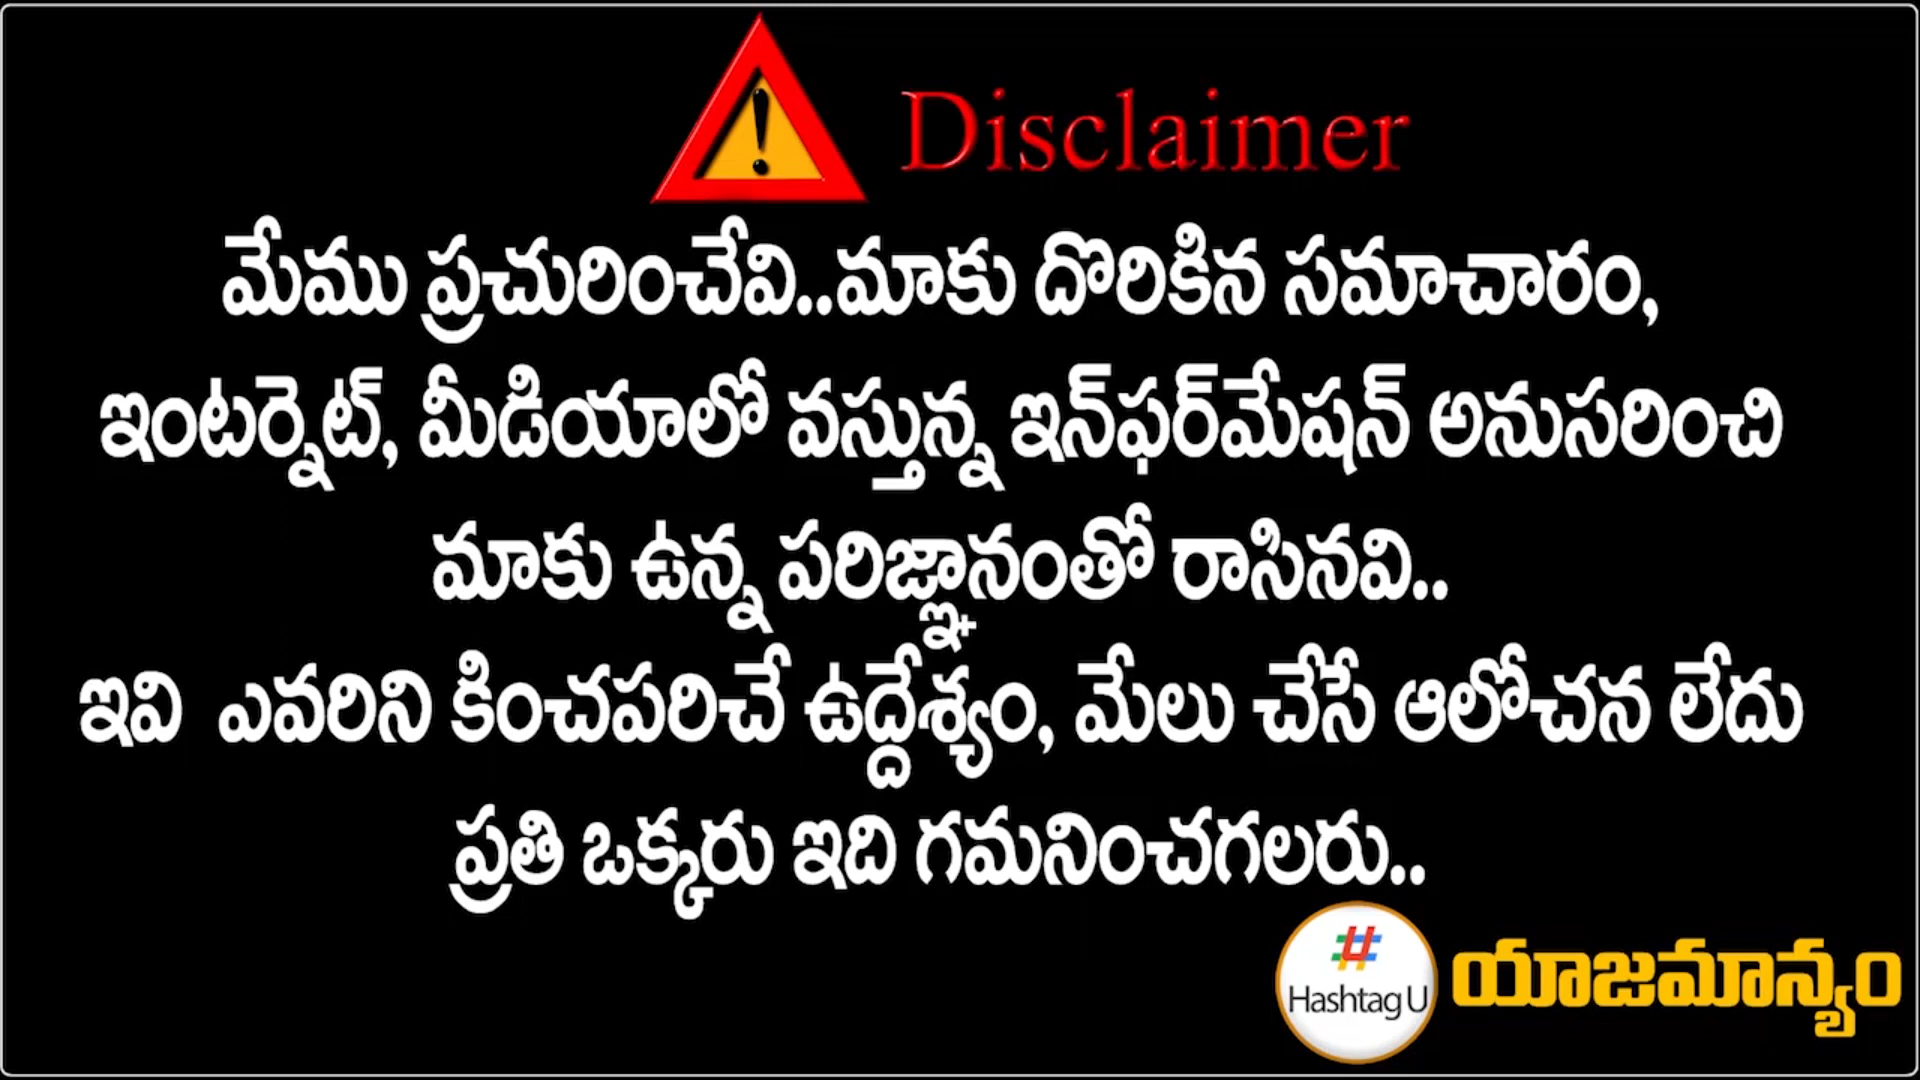 Disclaimer
మేము ప్రచురించేవి..మాకు దొరికిన సమాచారం,
ఇంటర్నెట్, మీడియాలో వస్తున్న ఇన్‌ఫర్‌మేషన్ అనుసరించి
మాకు ఉన్న పరిజ్ఞానంతో రాసినవి..
ఇవి ఎవరిని కించపరిచే ఉద్దేశ్యం, మేలు చేసే ఆలోచన లేదు
ప్రతి ఒక్కరు ఇది గమనించగలరు..
Hashtag U యాజమాన్యం